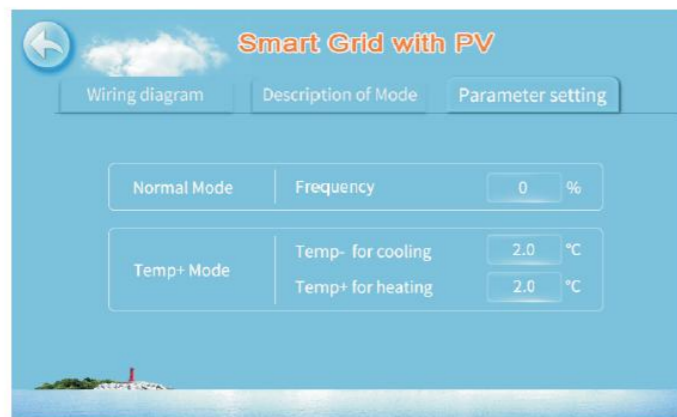 Smart Grid with PV
Wiring diagram Description of Mode Parameter setting
Normal Mode Frequency 0 %
Temp- for cooling 2.0 °C
Temp+ Mode
Temp+ for heating 2.0 °C